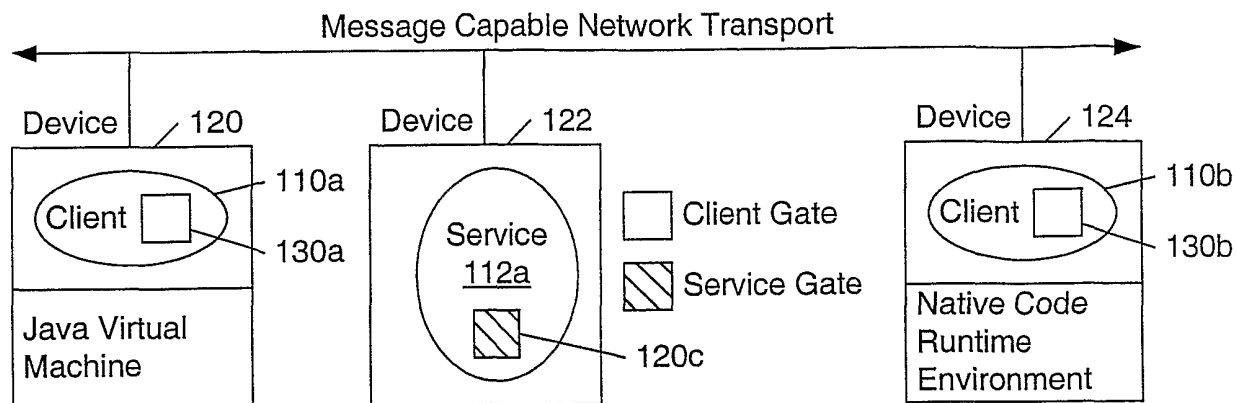 Message Capable Network Transport
Device 120
Device 122
Device 124
Client
110a
130a
Java Virtual
Machine
Service
112a
120c
Client Gate
Service Gate
Client
110b
130b
Native Code
Runtime
Environment